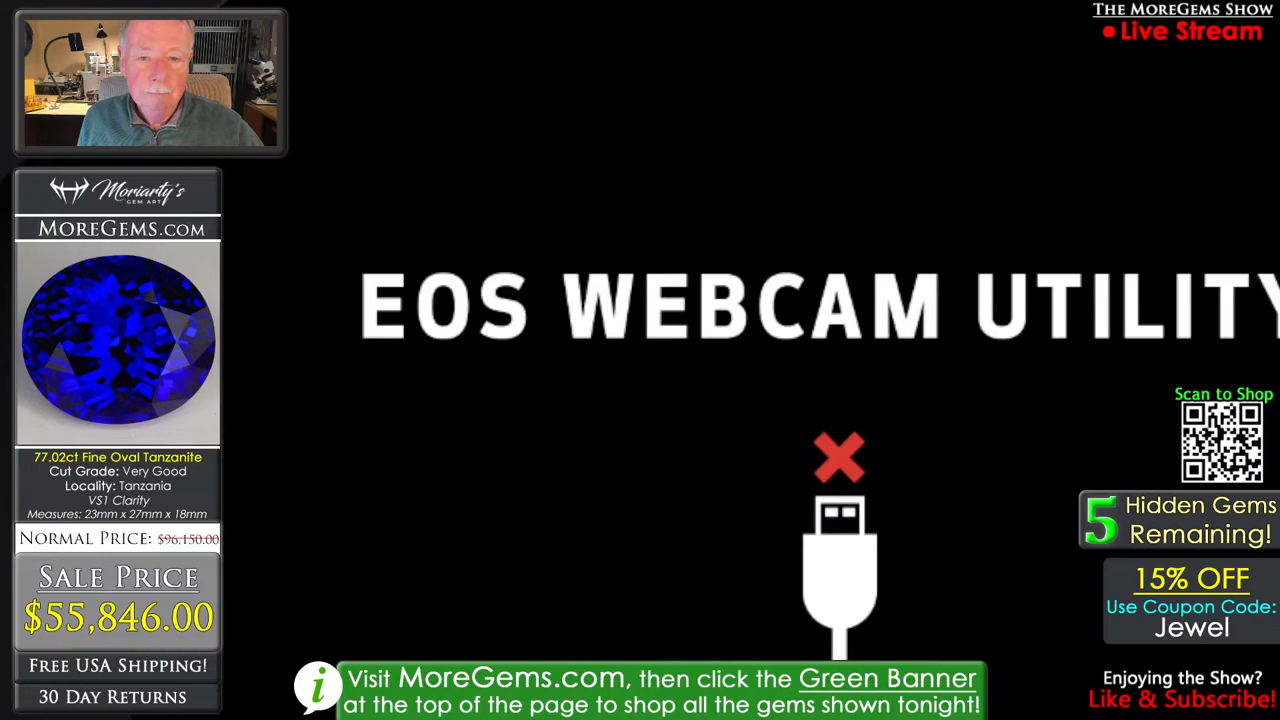 THE MOREGEMS SHOW
Live Stream
Moriarty's
GEM ART
MOREGEMS.COM
77.02ct Fine Oval Tanzanite
Cut Grade: Very Good
Locality: Tanzania
VS1 Clarity
Measures: 23mm x 27mm x 18mm
NORMAL PRICE: $96,150.00
SALE PRICE
$55,846.00
FREE USA SHIPPING!
30 DAY RETURNS
EOS WEBCAM UTILITY
Scan to Shop
5 Hidden Gems
Remaining!
15% OFF
Use Coupon Code:
Jewel
Enjoying the Show?
Like & Subscribe!
i Visit MoreGems.com, then click the Green Banner
at the top of the page to shop all the gems shown tonight!